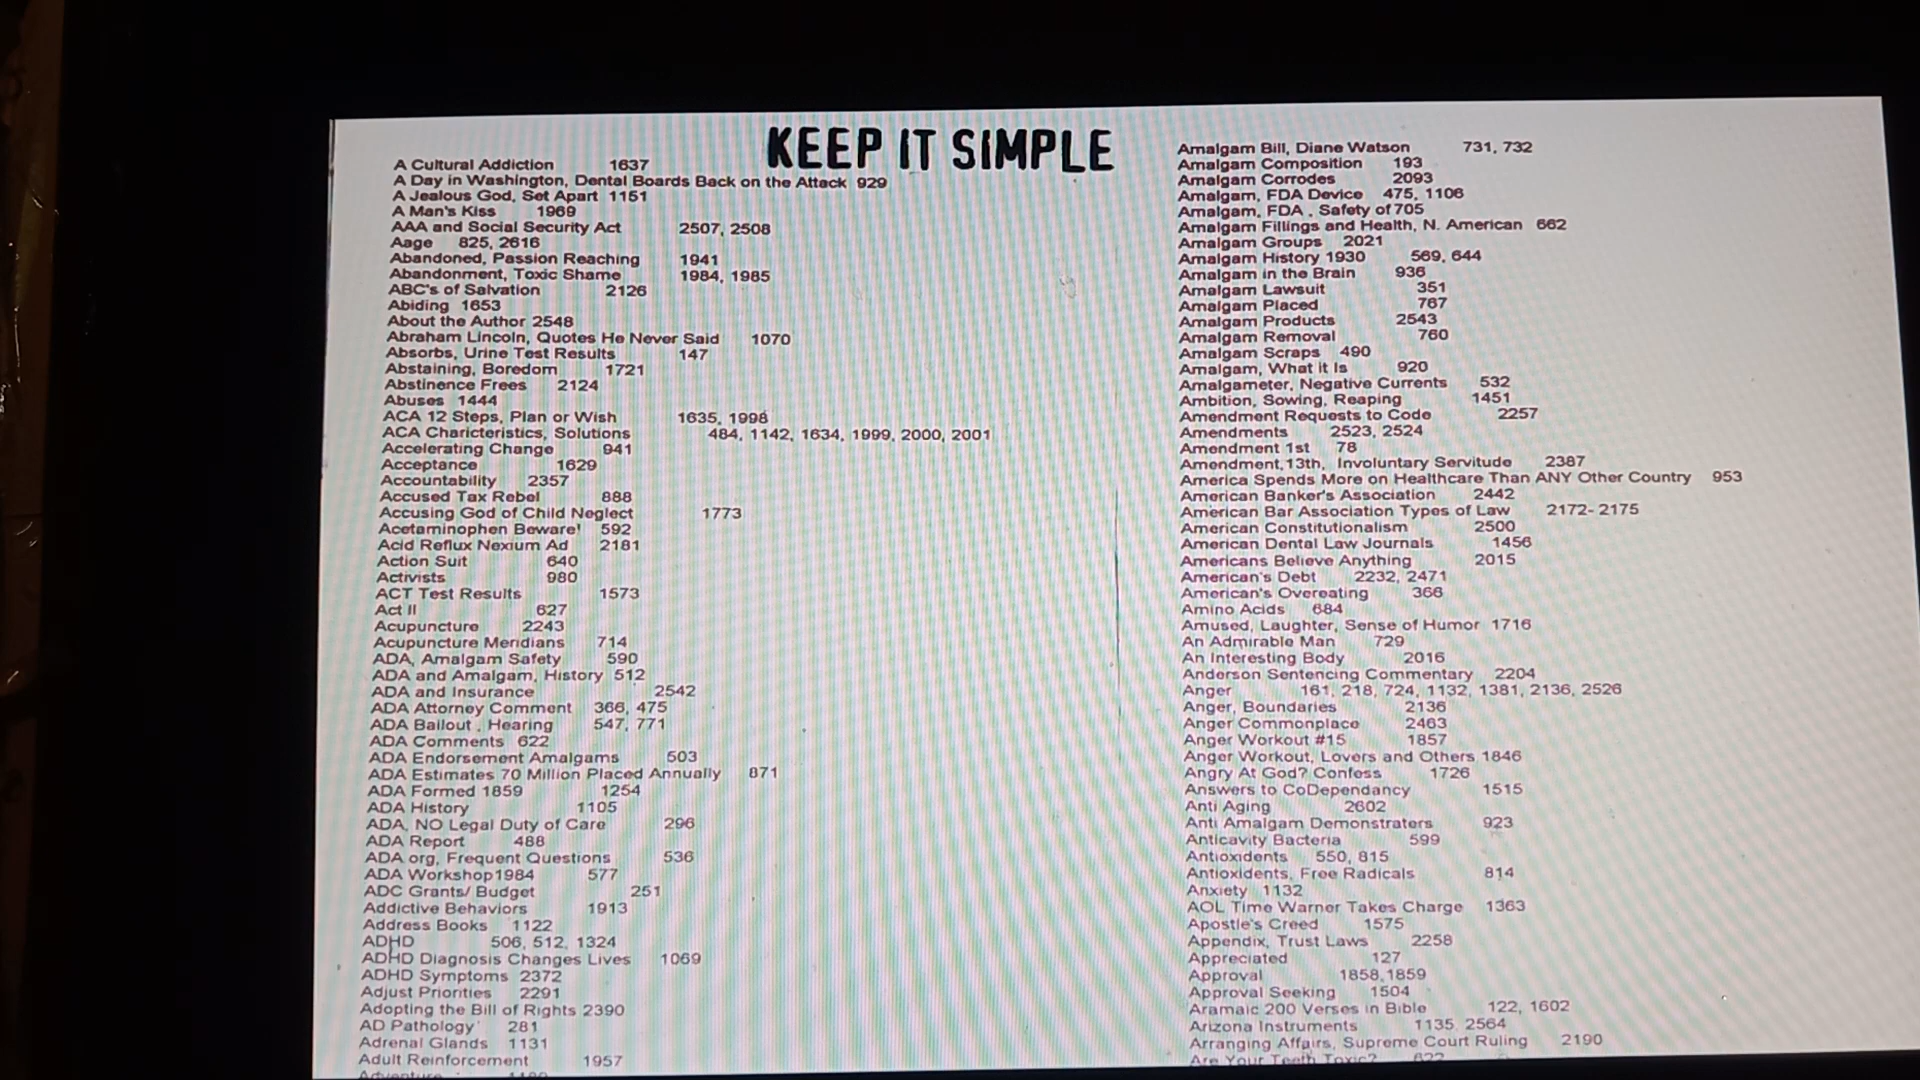 KEEP IT SIMPLE
A Cultural Addiction 1637
A Day in Washington, Dental Boards Back on the Attack 929
A Jealous God, Set Apart 1151
A Man's Kiss 1969
AAA and Social Security Act 2507, 2508
Aage 825, 2616
Abandoned, Passion Reaching 1941
Abandonment, Toxic Shame 1984, 1985
ABC's of Salvation 2126
Abiding 1653
About the Author 2548
Abraham Lincoln, Quotes He Never Said 1070
Absorbs, Urine Test Results 147
Abstaining, Boredom 1721
Abstinence Frees 2124
Abuses 1444
ACA 12 Steps, Plan or Wish 1635, 1998
ACA Charicteristics, Solutions 484, 1142, 1634, 1999, 2000, 2001
Accelerating Change 941
Acceptance 1629
Accountability 2357
Accused Tax Rebel 888
Accusing God of Child Neglect 1773
Acetaminophen Beware! 592
Acid Reflux Nexium Ad 2181
Action Suit 640
Activists 980
ACT Test Results 1573
Act II 627
Acupuncture 2243
Acupuncture Meridians 714
ADA, Amalgam Safety 590
ADA and Amalgam, History 512
ADA and Insurance 2542
ADA Attorney Comment 366, 475
ADA Bailout , Hearing 547, 771
ADA Comments 622
ADA Endorsement Amalgams 503
ADA Estimates 70 Million Placed Annually 871
ADA Formed 1859 1254
ADA History 1105
ADA, NO Legal Duty of Care 296
ADA Report 488
ADA org, Frequent Questions 536
ADA Workshop1984 577
ADC Grants/ Budget 251
Addictive Behaviors 1913
Address Books 1122
ADHD 506, 512, 1324
ADHD Diagnosis Changes Lives 1069
ADHD Symptoms 2372
Adjust Priorities 2291
Adopting the Bill of Rights 2390
AD Pathology 281
Adrenal Glands 1131
Adult Reinforcement 1957
Amalgam Bill, Diane Watson 731, 732
Amalgam Composition 193
Amalgam Corrodes 2093
Amalgam, FDA Device 475, 1106
Amalgam, FDA , Safety of 705
Amalgam Fillings and Health, N. American 662
Amalgam Groups 2021
Amalgam History 1930 569, 644
Amalgam in the Brain 936
Amalgam Lawsuit 351
Amalgam Placed 767
Amalgam Products 2543
Amalgam Removal 760
Amalgam Scraps 490
Amalgam, What it Is 920
Amalgameter, Negative Currents 532
Ambition, Sowing, Reaping 1451
Amendment Requests to Code 2257
Amendments 2523, 2524
Amendment 1st 78
Amendment,13th, Involuntary Servitude 2387
America Spends More on Healthcare Than ANY Other Country 953
American Banker's Association 2442
American Bar Association Types of Law 2172- 2175
American Constitutionalism 2500
American Dental Law Journals 1456
Americans Believe Anything 2015
American's Debt 2232, 2471
American's Overeating 366
Amino Acids 684
Amused, Laughter, Sense of Humor 1716
An Admirable Man 729
An Interesting Body 2016
Anderson Sentencing Commentary 2204
Anger 161, 218, 724, 1132, 1381, 2136, 2526
Anger, Boundaries 2136
Anger Commonplace 2463
Anger Workout #15 1857
Anger Workout, Lovers and Others 1846
Angry At God? Confess 1726
Answers to CoDependancy 1515
Anti Aging 2602
Anti Amalgam Demonstraters 923
Anticavity Bacteria 599
Antioxidents 550, 815
Antioxidents, Free Radicals 814
Anxiety 1132
AOL Time Warner Takes Charge 1363
Apostle's Creed 1575
Appendix, Trust Laws 2258
Appreciated 127
Approval 1858,1859
Approval Seeking 1504
Aramaic 200 Verses in Bible 122, 1602
Arizona Instruments 1135, 2564
Arranging Affairs, Supreme Court Ruling 2190
Are Your Teeth Toxic?